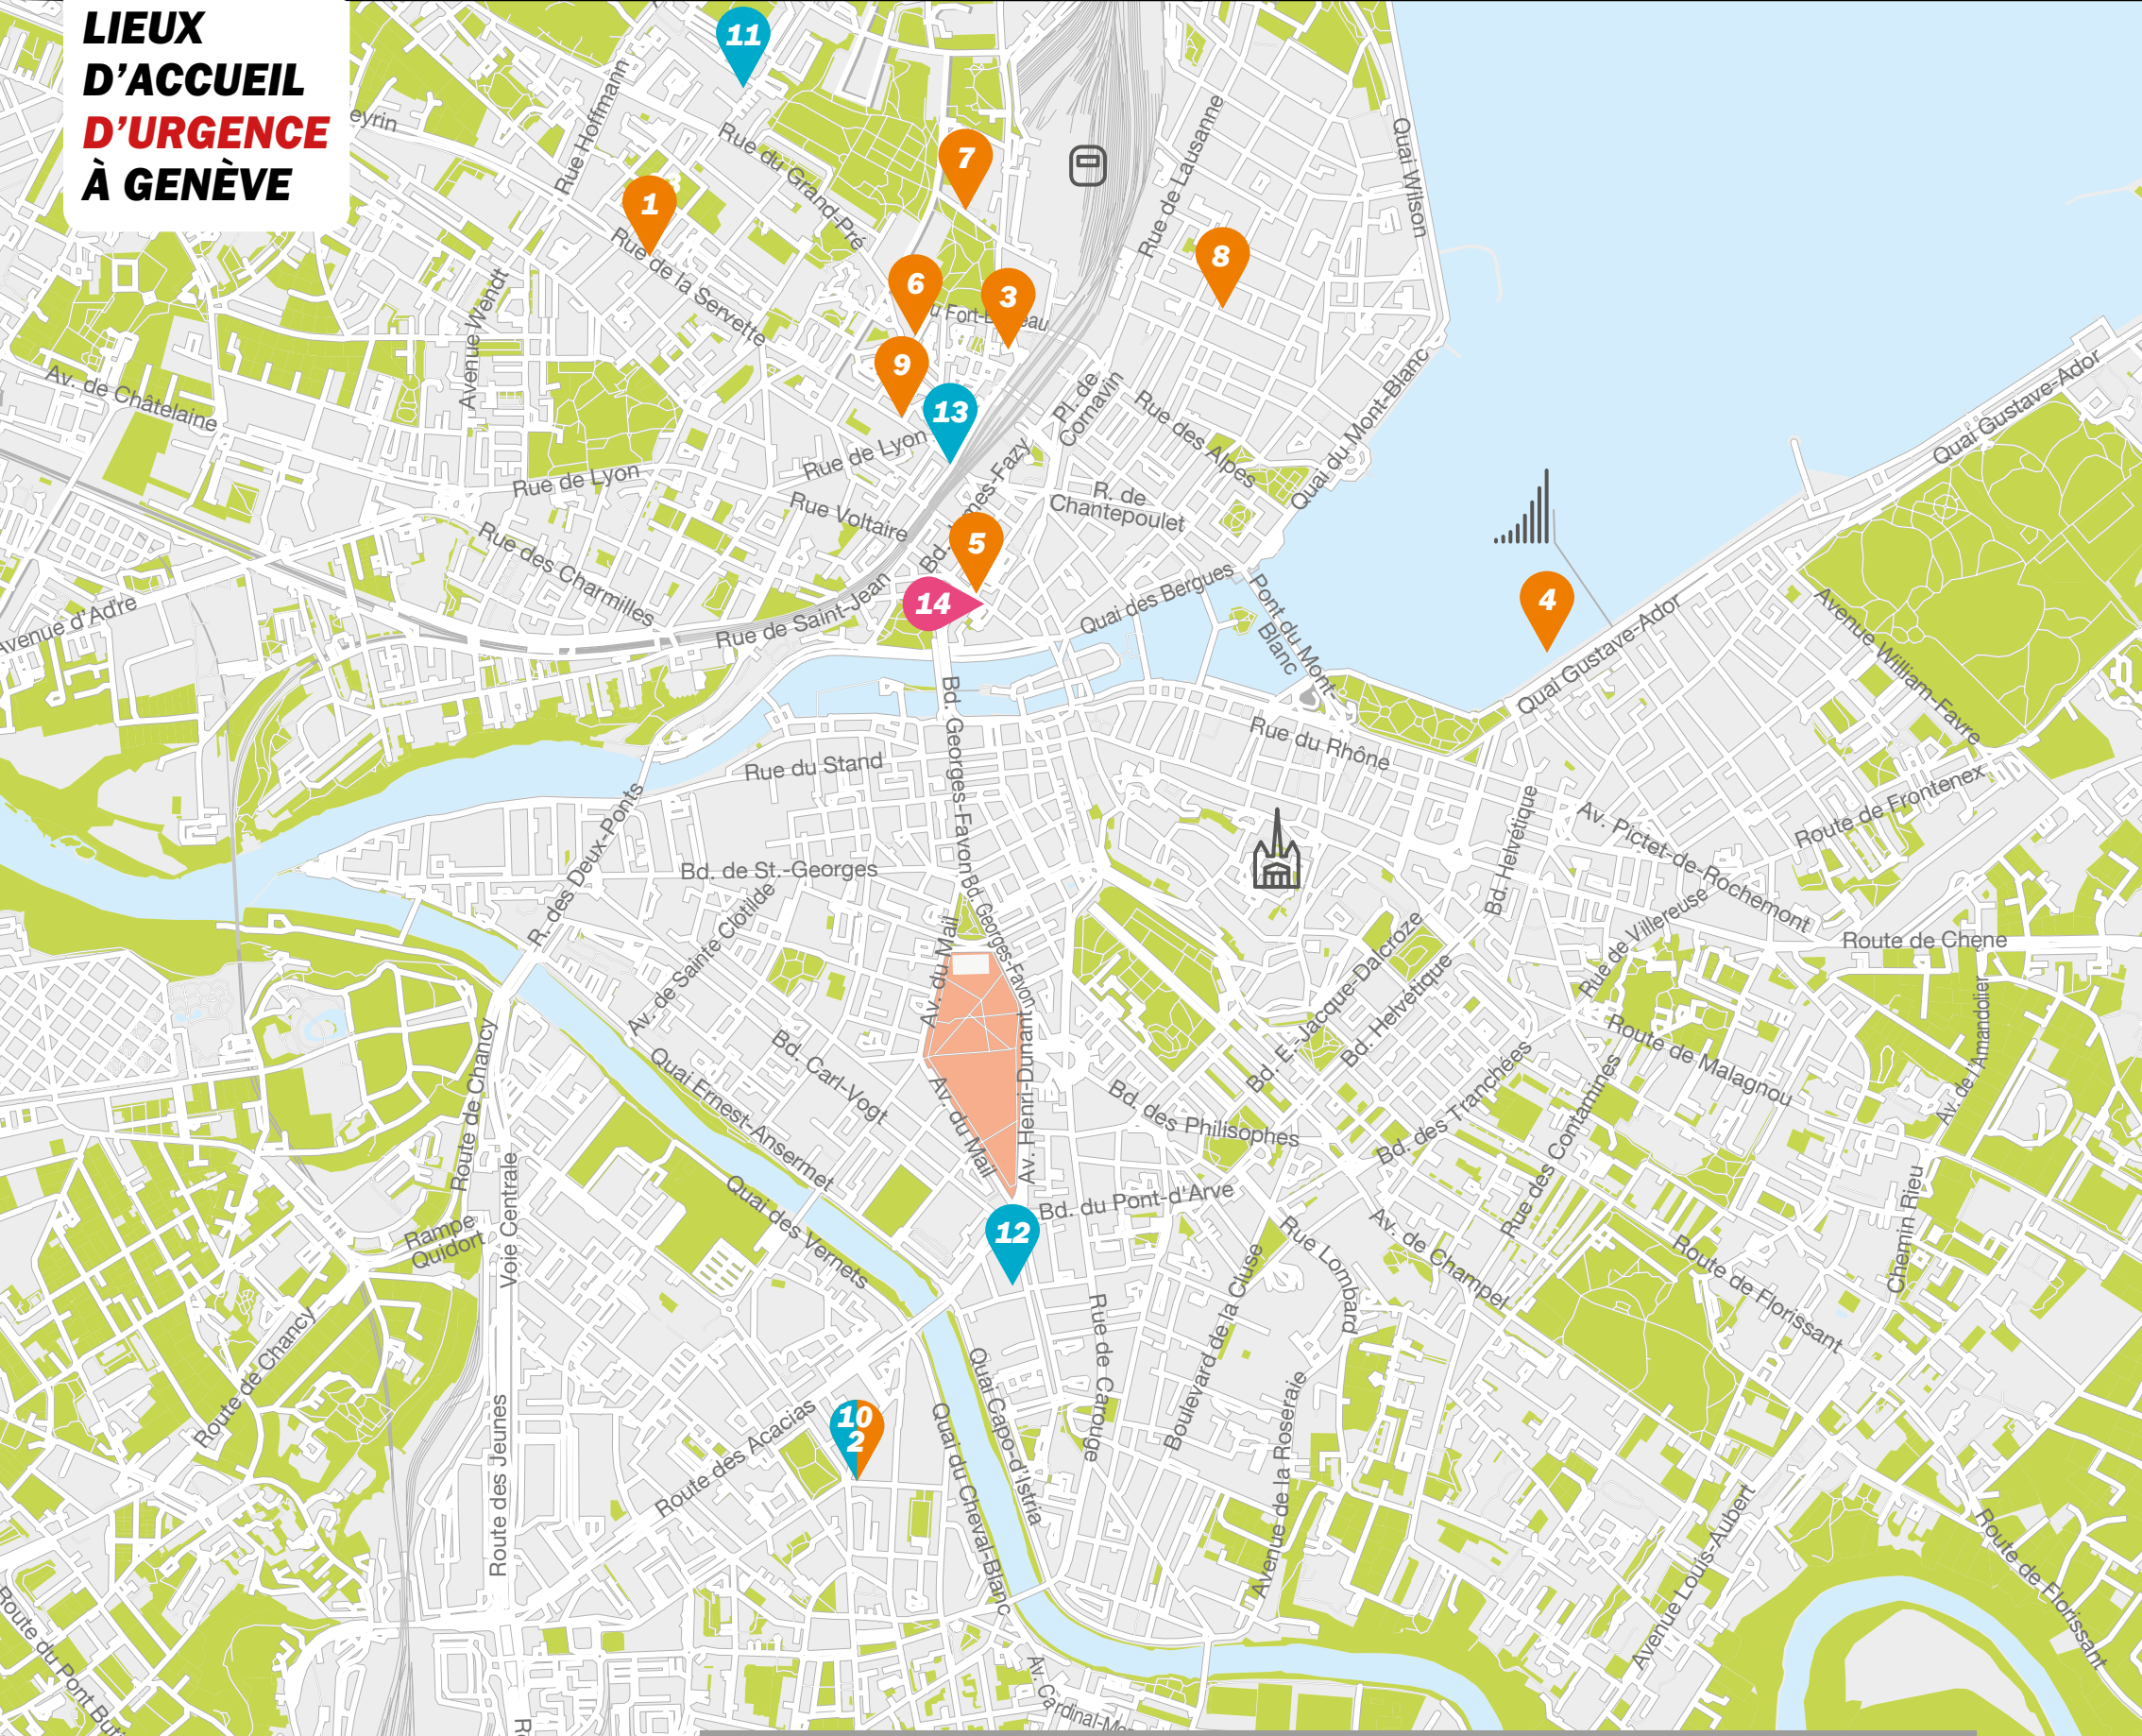 LIEUX
D'ACCUEIL
D'URGENCE
À GENÈVE
11
eyrin
Rue Hoffmann
Rue du Grand-Pré
7
1
3
Rue de Lausanne
Quai Wilson
8
Rue de la Servette
6
3
Avenue Wendt
9
Av. de Châtelaine
13
Pl. de
Cornavin
Rue des Alpes
Quai du Mont-Blanc
Quai Gustave-Ador
Rue de Lyon
Rue de Lyon
Rue Voltaire
R. de
Chantepoulet
Rue des Charmilles
5
14
4
Avenue d'Adre
Rue de Saint-Jean
Quai des Bergues
Pont du Mont-
Blanc
Quai Gustave-Ador
Avenue William-Favre
Bd. Georges-Favon
Rue du Stand
Rue du Rhône
R. des Deux-Ponts
Bd. de St.-Georges
Bd. Helvétique
Av. Pictet-de-Rochemont
Route de Frontenex
Av. de Sainte Clotilde
Av. du Mail
Bd. Georges-Favon
Rue de Villereuse
Route de Chene
Bd. E.-Jacque-Dalcroze
Bd. Helvétique
Route de Chancy
Quai Ernest-Ansermet
Bd. Carl-Vogt
Av. du Mail
Av. Henri-Dunant
Bd. des Philisophes
Bd. des Tranchées
Rue des Contamines
Route de Malagnou
Av. de l'Amandolier
Voie Centrale
Rampe
Quidort
Quai des Vernets
Bd. du Pont-d'Arve
12
Rue Lombard
Av. de Champel
Route de Florissant
Chemin Rieu
Route de Chancy
Route des Jeunes
Route des Acacias
10
2
Quai du Cheval-Blanc
Quai Capo-d'Istria
Rue de Carouge
Boulevard de la Cluse
Avenue de la Roseraie
Avenue Louis-Aubert
Route de Florissant